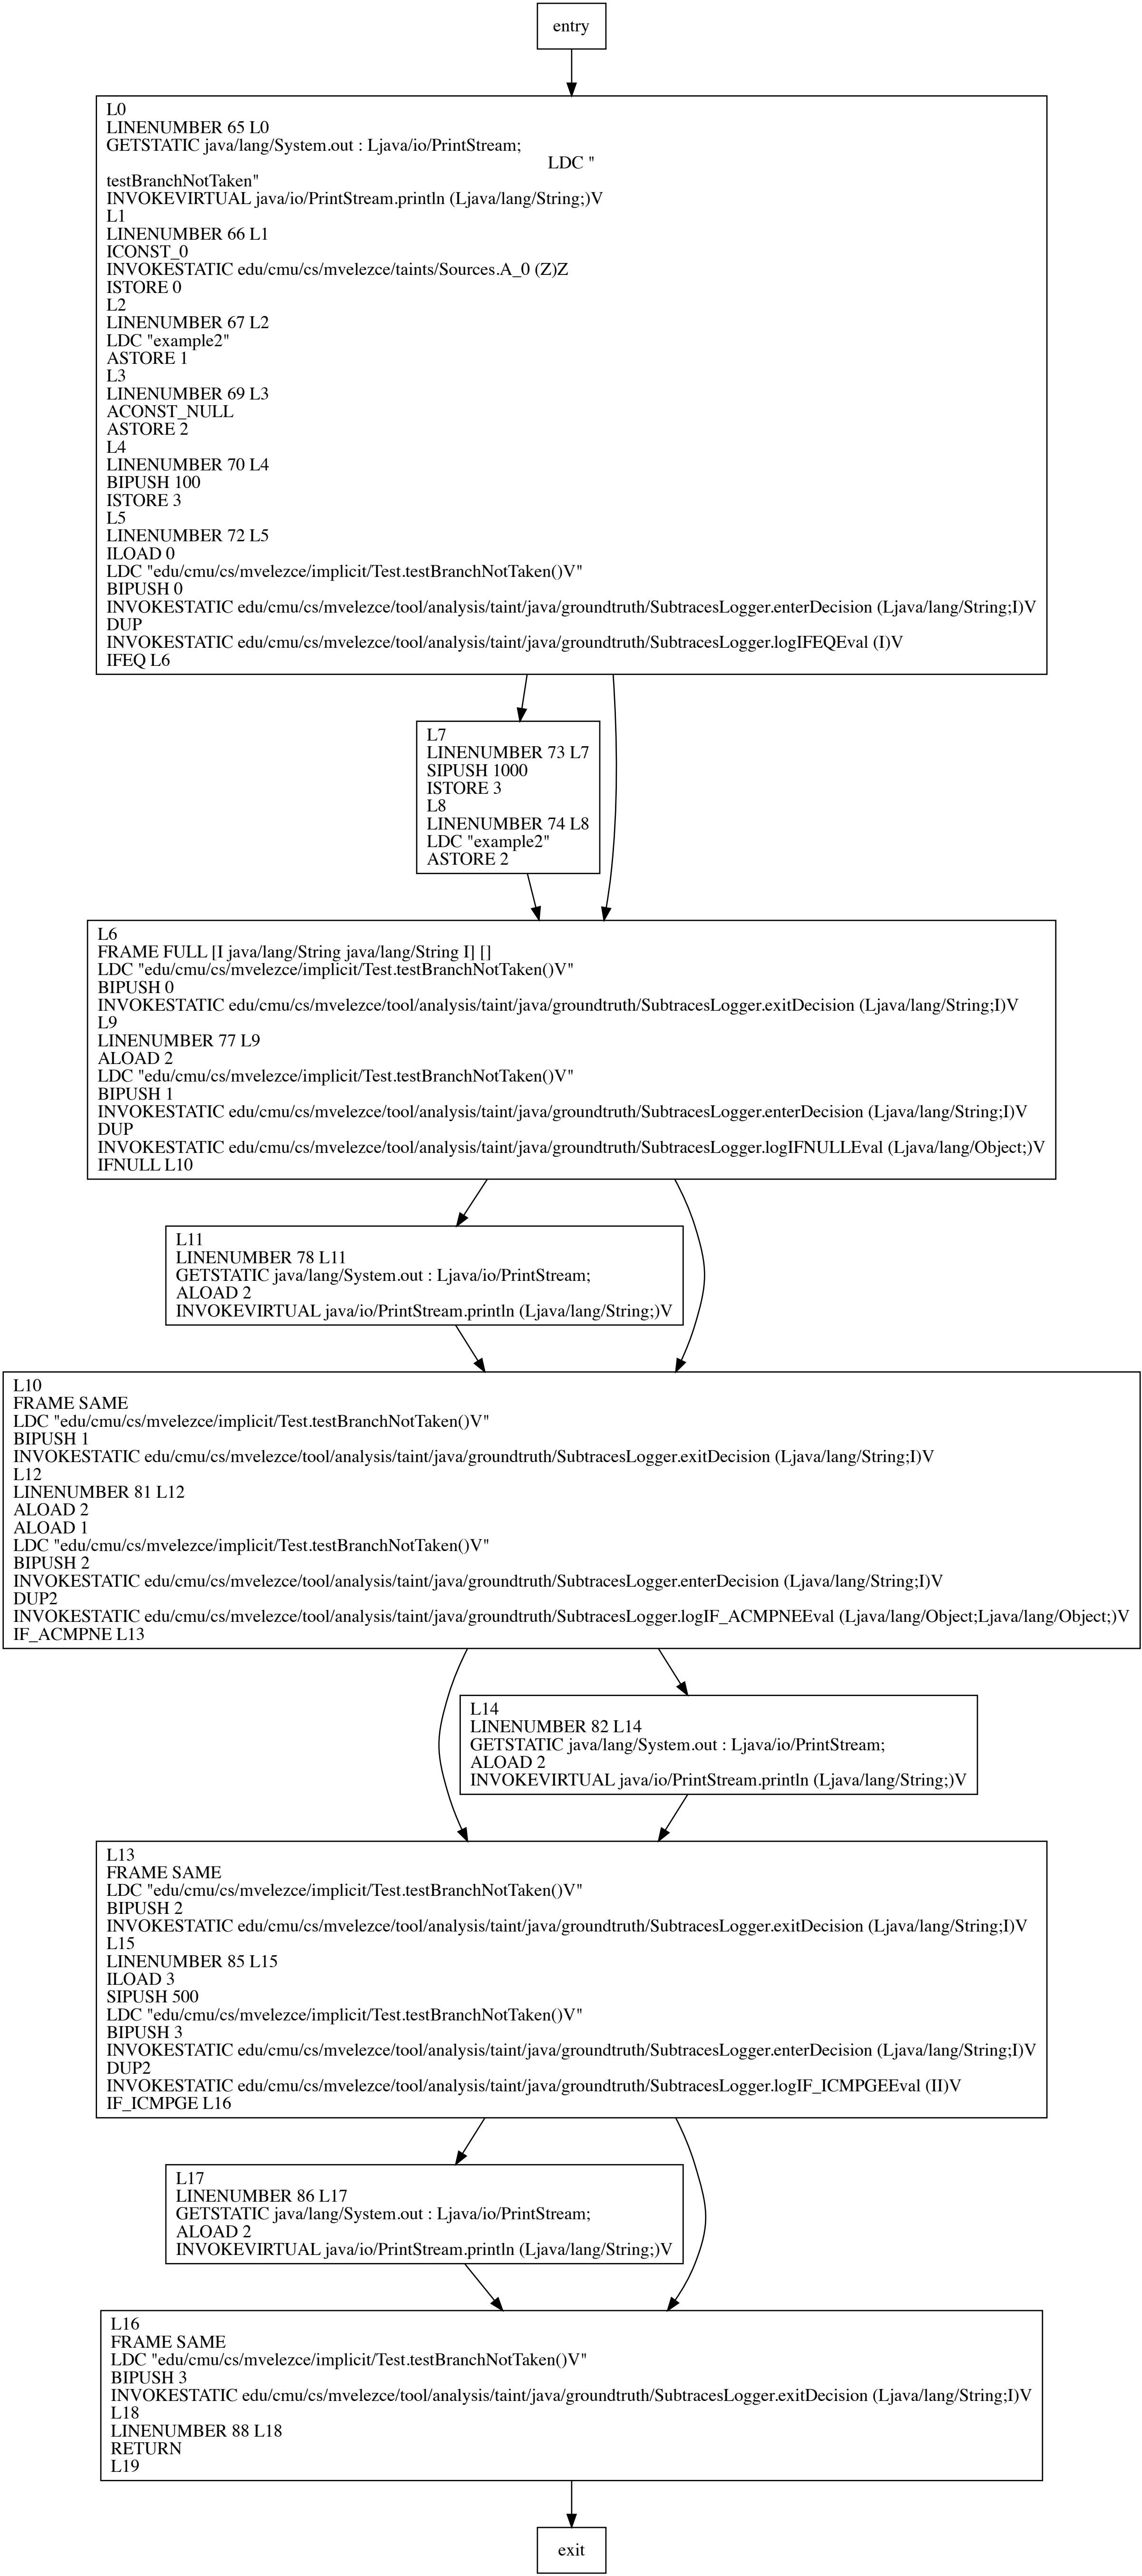 entry
L0
LINENUMBER 65 L0
GETSTATIC java/lang/System.out : Ljava/io/PrintStream;
LDC "
testBranchNotTaken"
INVOKEVIRTUAL java/io/PrintStream.println (Ljava/lang/String;)V
L1
LINENUMBER 66 L1
ICONST_0
INVOKESTATIC edu/cmu/cs/mvelezce/taints/Sources.A_0 (Z)Z
ISTORE 0
L2
LINENUMBER 67 L2
LDC "example2"
ASTORE 1
L3
LINENUMBER 69 L3
ACONST_NULL
ASTORE 2
L4
LINENUMBER 70 L4
BIPUSH 100
ISTORE 3
L5
LINENUMBER 72 L5
ILOAD 0
LDC "edu/cmu/cs/mvelezce/implicit/Test.testBranchNotTaken()V"
BIPUSH 0
INVOKESTATIC edu/cmu/cs/mvelezce/tool/analysis/taint/java/groundtruth/SubtracesLogger.enterDecision (Ljava/lang/String;I)V
DUP
INVOKESTATIC edu/cmu/cs/mvelezce/tool/analysis/taint/java/groundtruth/SubtracesLogger.logIFEQEval (I)V
IFEQ L6
L7
LINENUMBER 73 L7
SIPUSH 1000
ISTORE 3
L8
LINENUMBER 74 L8
LDC "example2"
ASTORE 2
L6
FRAME FULL [I java/lang/String java/lang/String I] []
LDC "edu/cmu/cs/mvelezce/implicit/Test.testBranchNotTaken()V"
BIPUSH 0
INVOKESTATIC edu/cmu/cs/mvelezce/tool/analysis/taint/java/groundtruth/SubtracesLogger.exitDecision (Ljava/lang/String;I)V
L9
LINENUMBER 77 L9
ALOAD 2
LDC "edu/cmu/cs/mvelezce/implicit/Test.testBranchNotTaken()V"
BIPUSH 1
INVOKESTATIC edu/cmu/cs/mvelezce/tool/analysis/taint/java/groundtruth/SubtracesLogger.enterDecision (Ljava/lang/String;I)V
DUP
INVOKESTATIC edu/cmu/cs/mvelezce/tool/analysis/taint/java/groundtruth/SubtracesLogger.logIFNULLEval (Ljava/lang/Object;)V
IFNULL L10
L11
LINENUMBER 78 L11
GETSTATIC java/lang/System.out : Ljava/io/PrintStream;
ALOAD 2
INVOKEVIRTUAL java/io/PrintStream.println (Ljava/lang/String;)V
L10
FRAME SAME
LDC "edu/cmu/cs/mvelezce/implicit/Test.testBranchNotTaken()V"
BIPUSH 1
INVOKESTATIC edu/cmu/cs/mvelezce/tool/analysis/taint/java/groundtruth/SubtracesLogger.exitDecision (Ljava/lang/String;I)V
L12
LINENUMBER 81 L12
ALOAD 2
ALOAD 1
LDC "edu/cmu/cs/mvelezce/implicit/Test.testBranchNotTaken()V"
BIPUSH 2
INVOKESTATIC edu/cmu/cs/mvelezce/tool/analysis/taint/java/groundtruth/SubtracesLogger.enterDecision (Ljava/lang/String;I)V
DUP2
INVOKESTATIC edu/cmu/cs/mvelezce/tool/analysis/taint/java/groundtruth/SubtracesLogger.logIF_ACMPNEEval (Ljava/lang/Object;Ljava/lang/Object;)V
IF_ACMPNE L13
L14
LINENUMBER 82 L14
GETSTATIC java/lang/System.out : Ljava/io/PrintStream;
ALOAD 2
INVOKEVIRTUAL java/io/PrintStream.println (Ljava/lang/String;)V
L13
FRAME SAME
LDC "edu/cmu/cs/mvelezce/implicit/Test.testBranchNotTaken()V"
BIPUSH 2
INVOKESTATIC edu/cmu/cs/mvelezce/tool/analysis/taint/java/groundtruth/SubtracesLogger.exitDecision (Ljava/lang/String;I)V
L15
LINENUMBER 85 L15
ILOAD 3
SIPUSH 500
LDC "edu/cmu/cs/mvelezce/implicit/Test.testBranchNotTaken()V"
BIPUSH 3
INVOKESTATIC edu/cmu/cs/mvelezce/tool/analysis/taint/java/groundtruth/SubtracesLogger.enterDecision (Ljava/lang/String;I)V
DUP2
INVOKESTATIC edu/cmu/cs/mvelezce/tool/analysis/taint/java/groundtruth/SubtracesLogger.logIF_ICMPGEEval (II)V
IF_ICMPGE L16
L17
LINENUMBER 86 L17
GETSTATIC java/lang/System.out : Ljava/io/PrintStream;
ALOAD 2
INVOKEVIRTUAL java/io/PrintStream.println (Ljava/lang/String;)V
L16
FRAME SAME
LDC "edu/cmu/cs/mvelezce/implicit/Test.testBranchNotTaken()V"
BIPUSH 3
INVOKESTATIC edu/cmu/cs/mvelezce/tool/analysis/taint/java/groundtruth/SubtracesLogger.exitDecision (Ljava/lang/String;I)V
L18
LINENUMBER 88 L18
RETURN
L19
exit